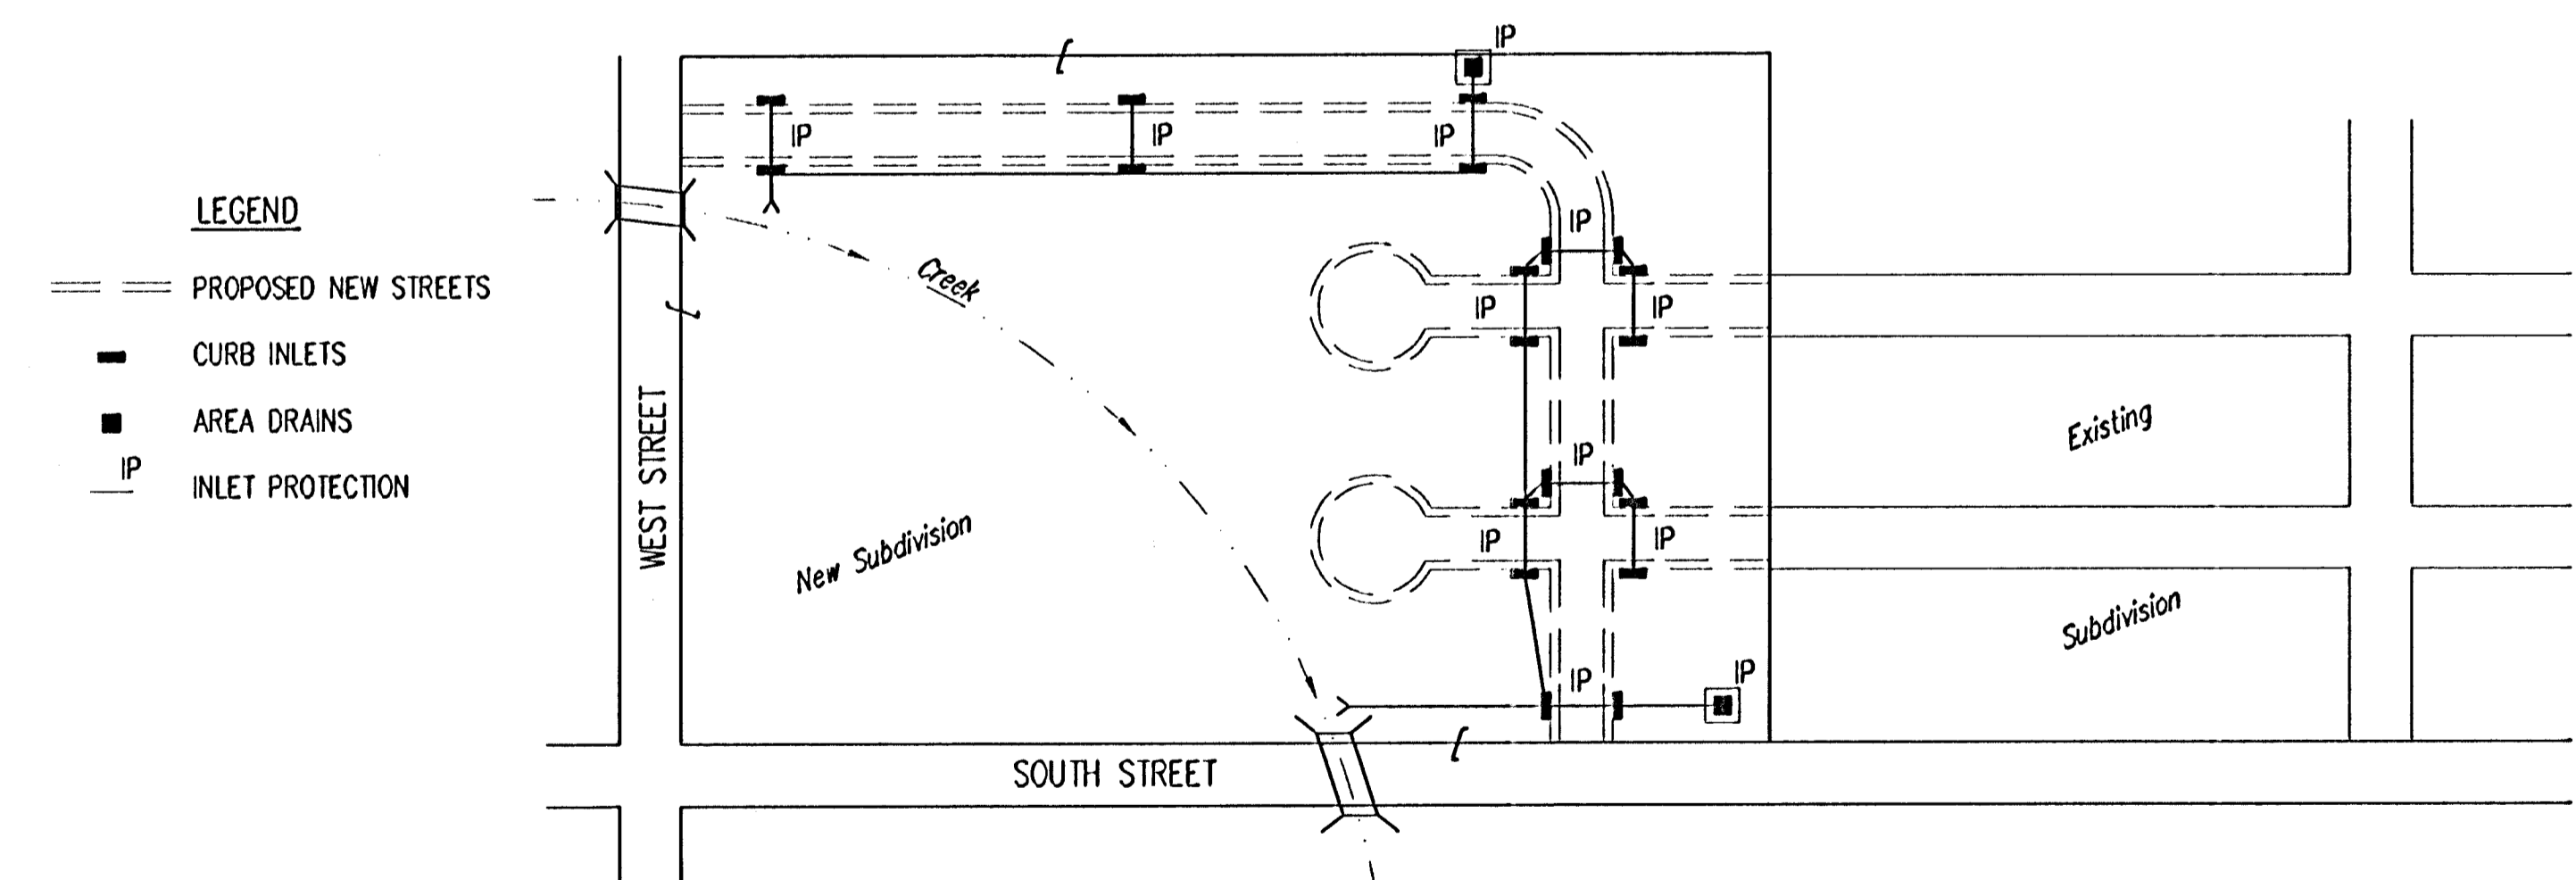 LEGEND
PROPOSED NEW STREETS
CURB INLETS
AREA DRAINS
IP
INLET PROTECTION
WEST STREET
SOUTH STREET
Creek
New Subdivision
Existing
Subdivision
IP
IP
IP
IP
IP
IP
IP
IP
IP
IP
IP
IP